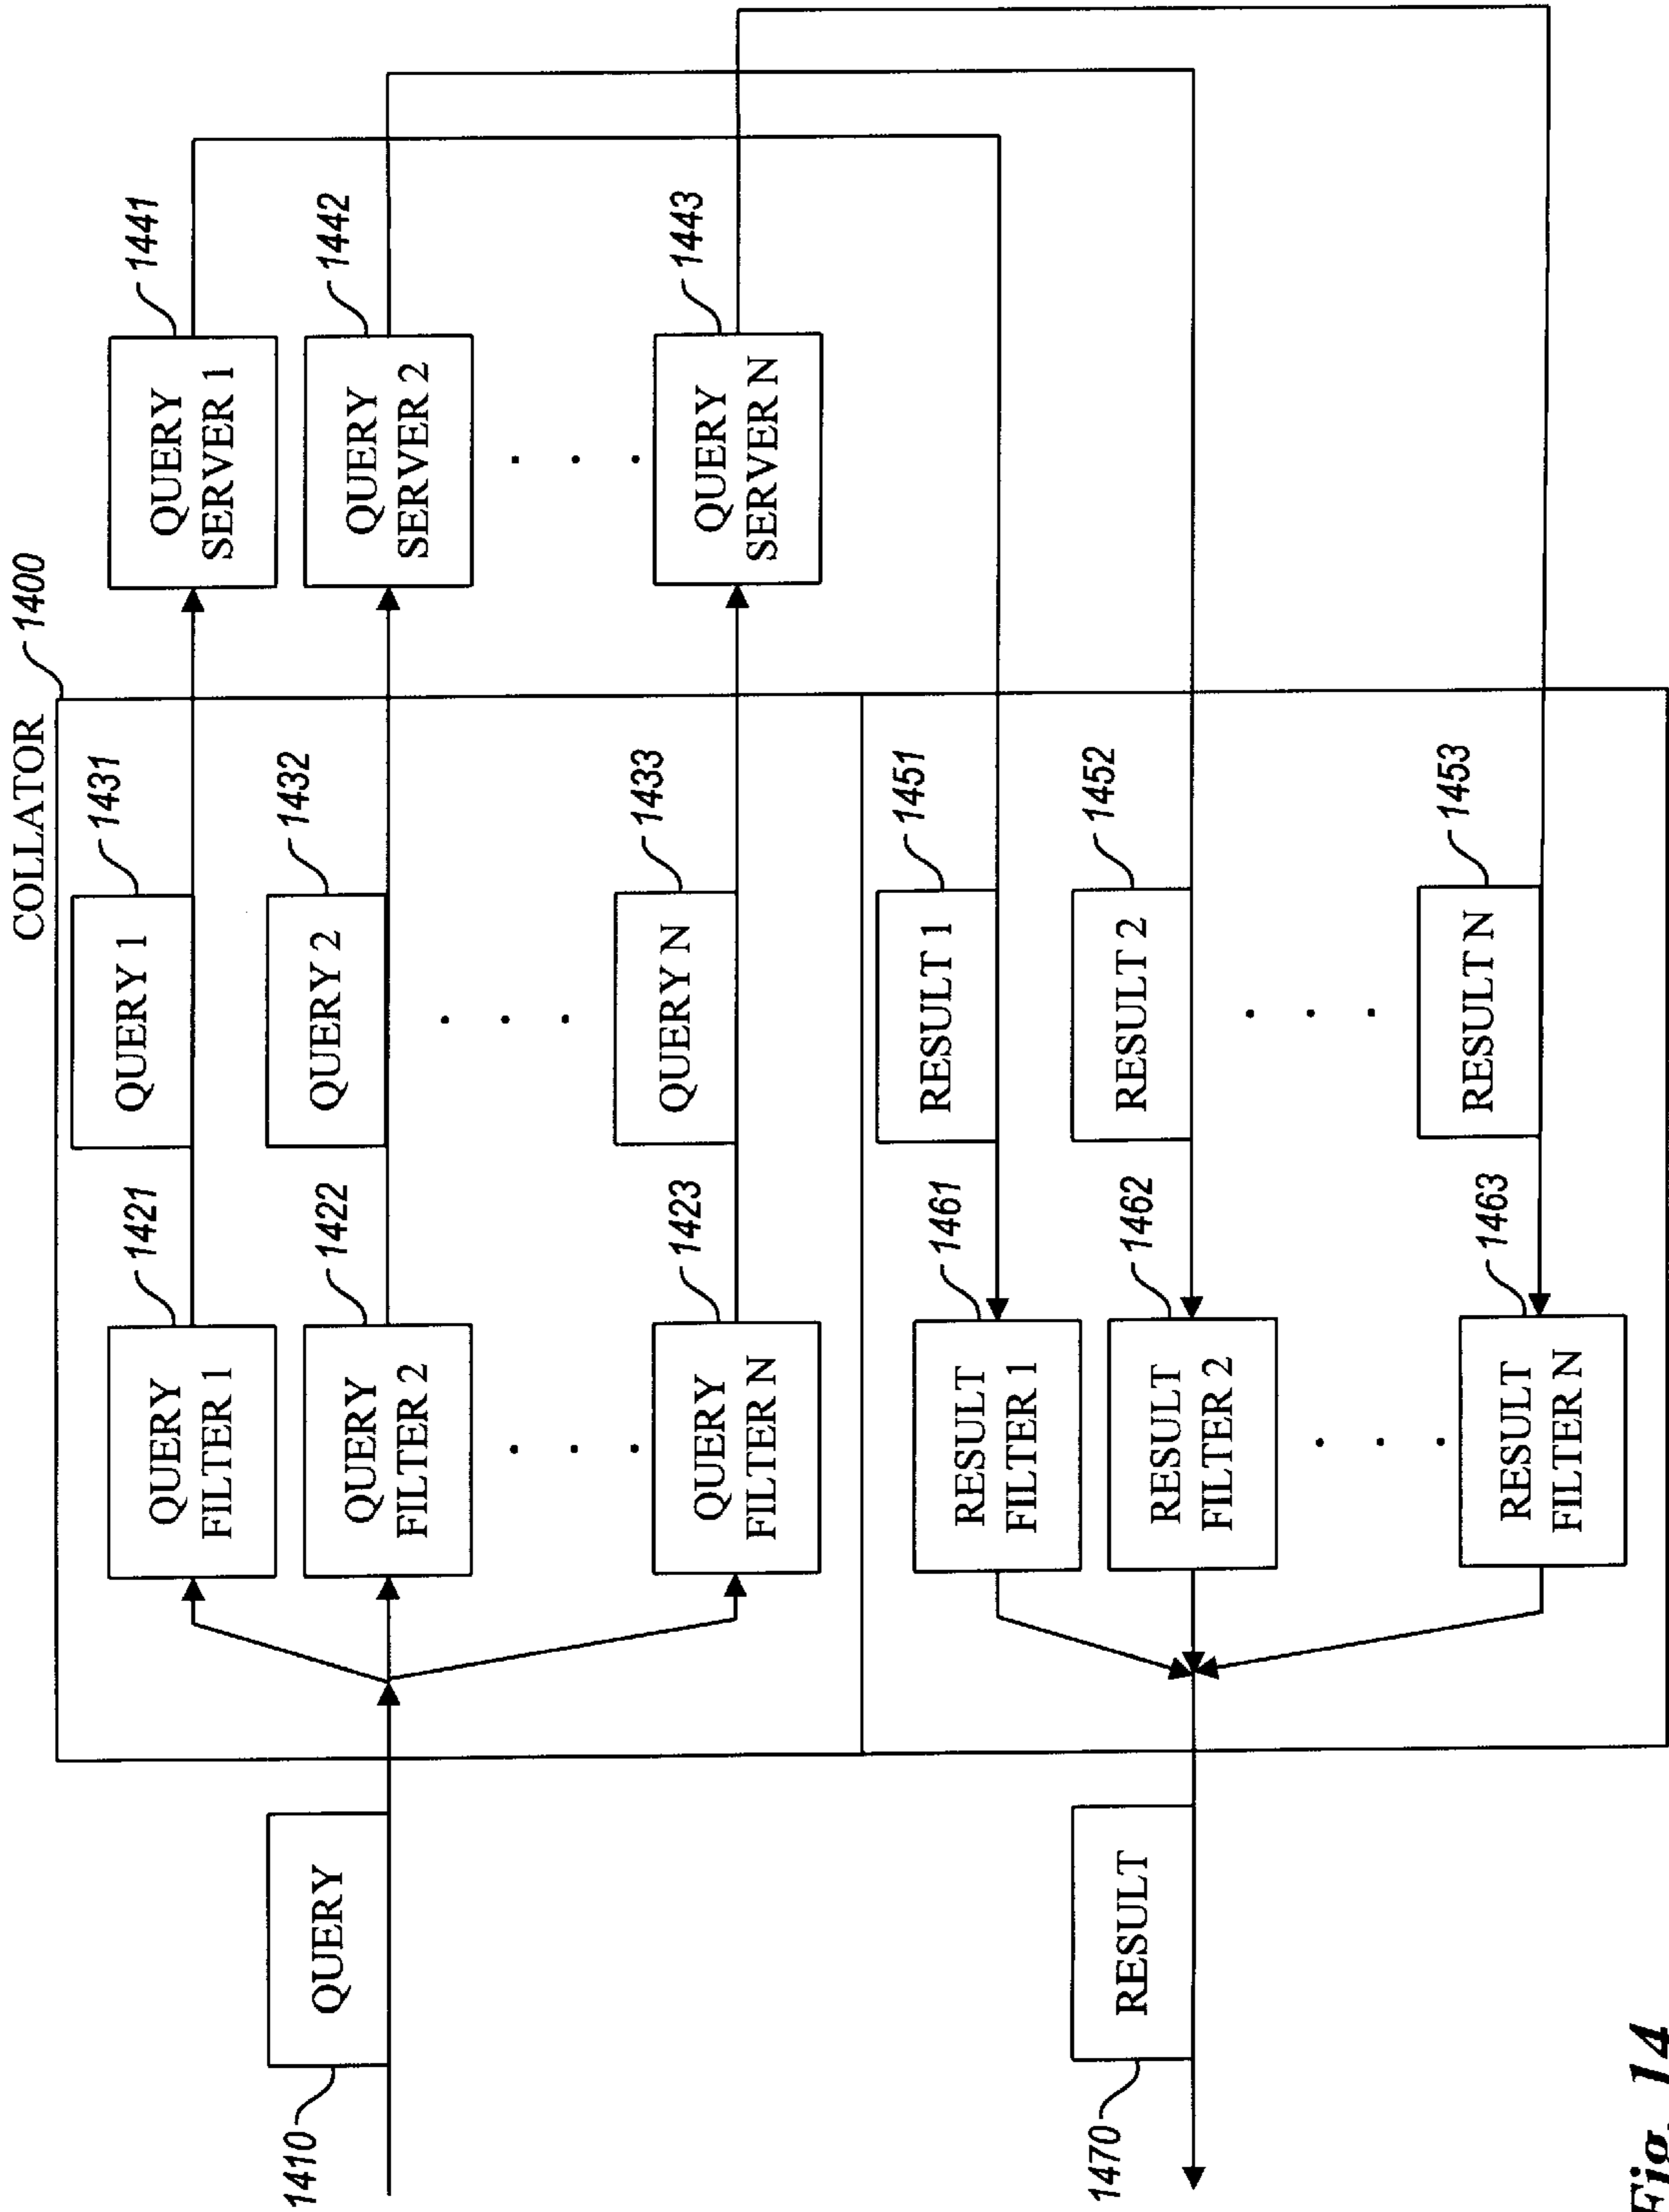 COLLATOR
1400
QUERY
1410
QUERY
FILTER 1
1421
QUERY 1
1431
QUERY
SERVER 1
1441
QUERY
FILTER 2
1422
QUERY 2
1432
QUERY
SERVER 2
1442
. . .
. . .
. . .
QUERY
FILTER N
1423
QUERY N
1433
QUERY
SERVER N
1443
RESULT
1470
RESULT
FILTER 1
1461
RESULT 1
1451
RESULT
FILTER 2
1462
RESULT 2
1452
. . .
. . .
RESULT
FILTER N
1463
RESULT N
1453
Fig. 14